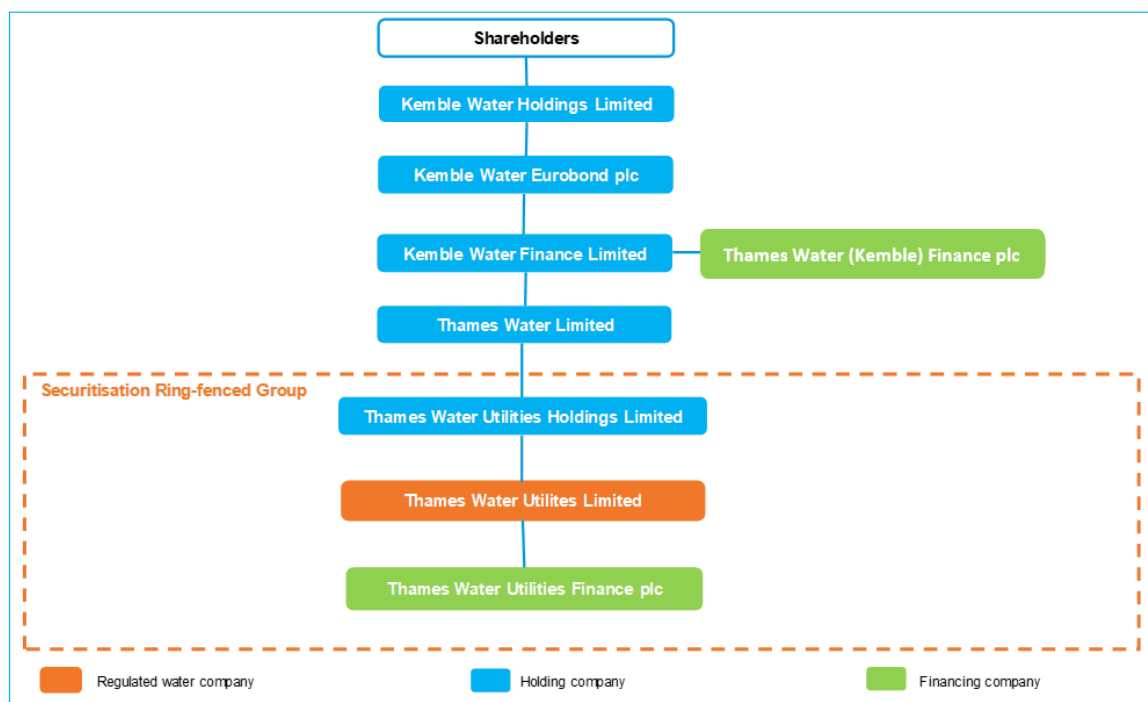 Shareholders
Kemble Water Holdings Limited
Kemble Water Eurobond plc
Kemble Water Finance Limited
Thames Water (Kemble) Finance plc
Thames Water Limited
Securitisation Ring-fenced Group
Thames Water Utilities Holdings Limited
Thames Water Utilites Limited
Thames Water Utilities Finance plc
Regulated water company
Holding company
Financing company